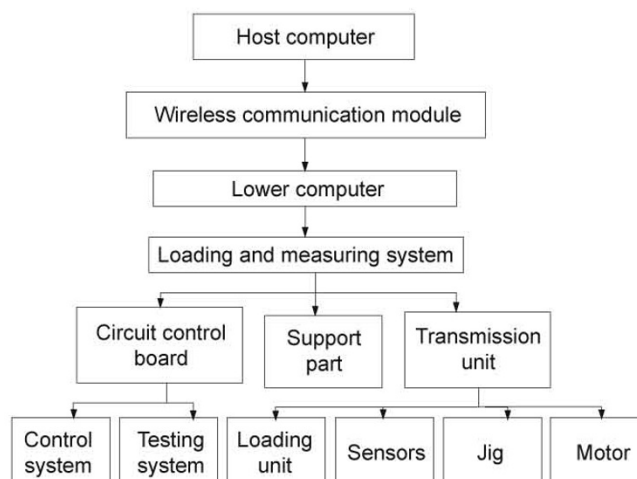 Host computer
Wireless communication module
Lower computer
Loading and measuring system
Circuit control
board
Support
part
Transmission
unit
Control
system
Testing
system
Loading
unit
Sensors
Jig
Motor